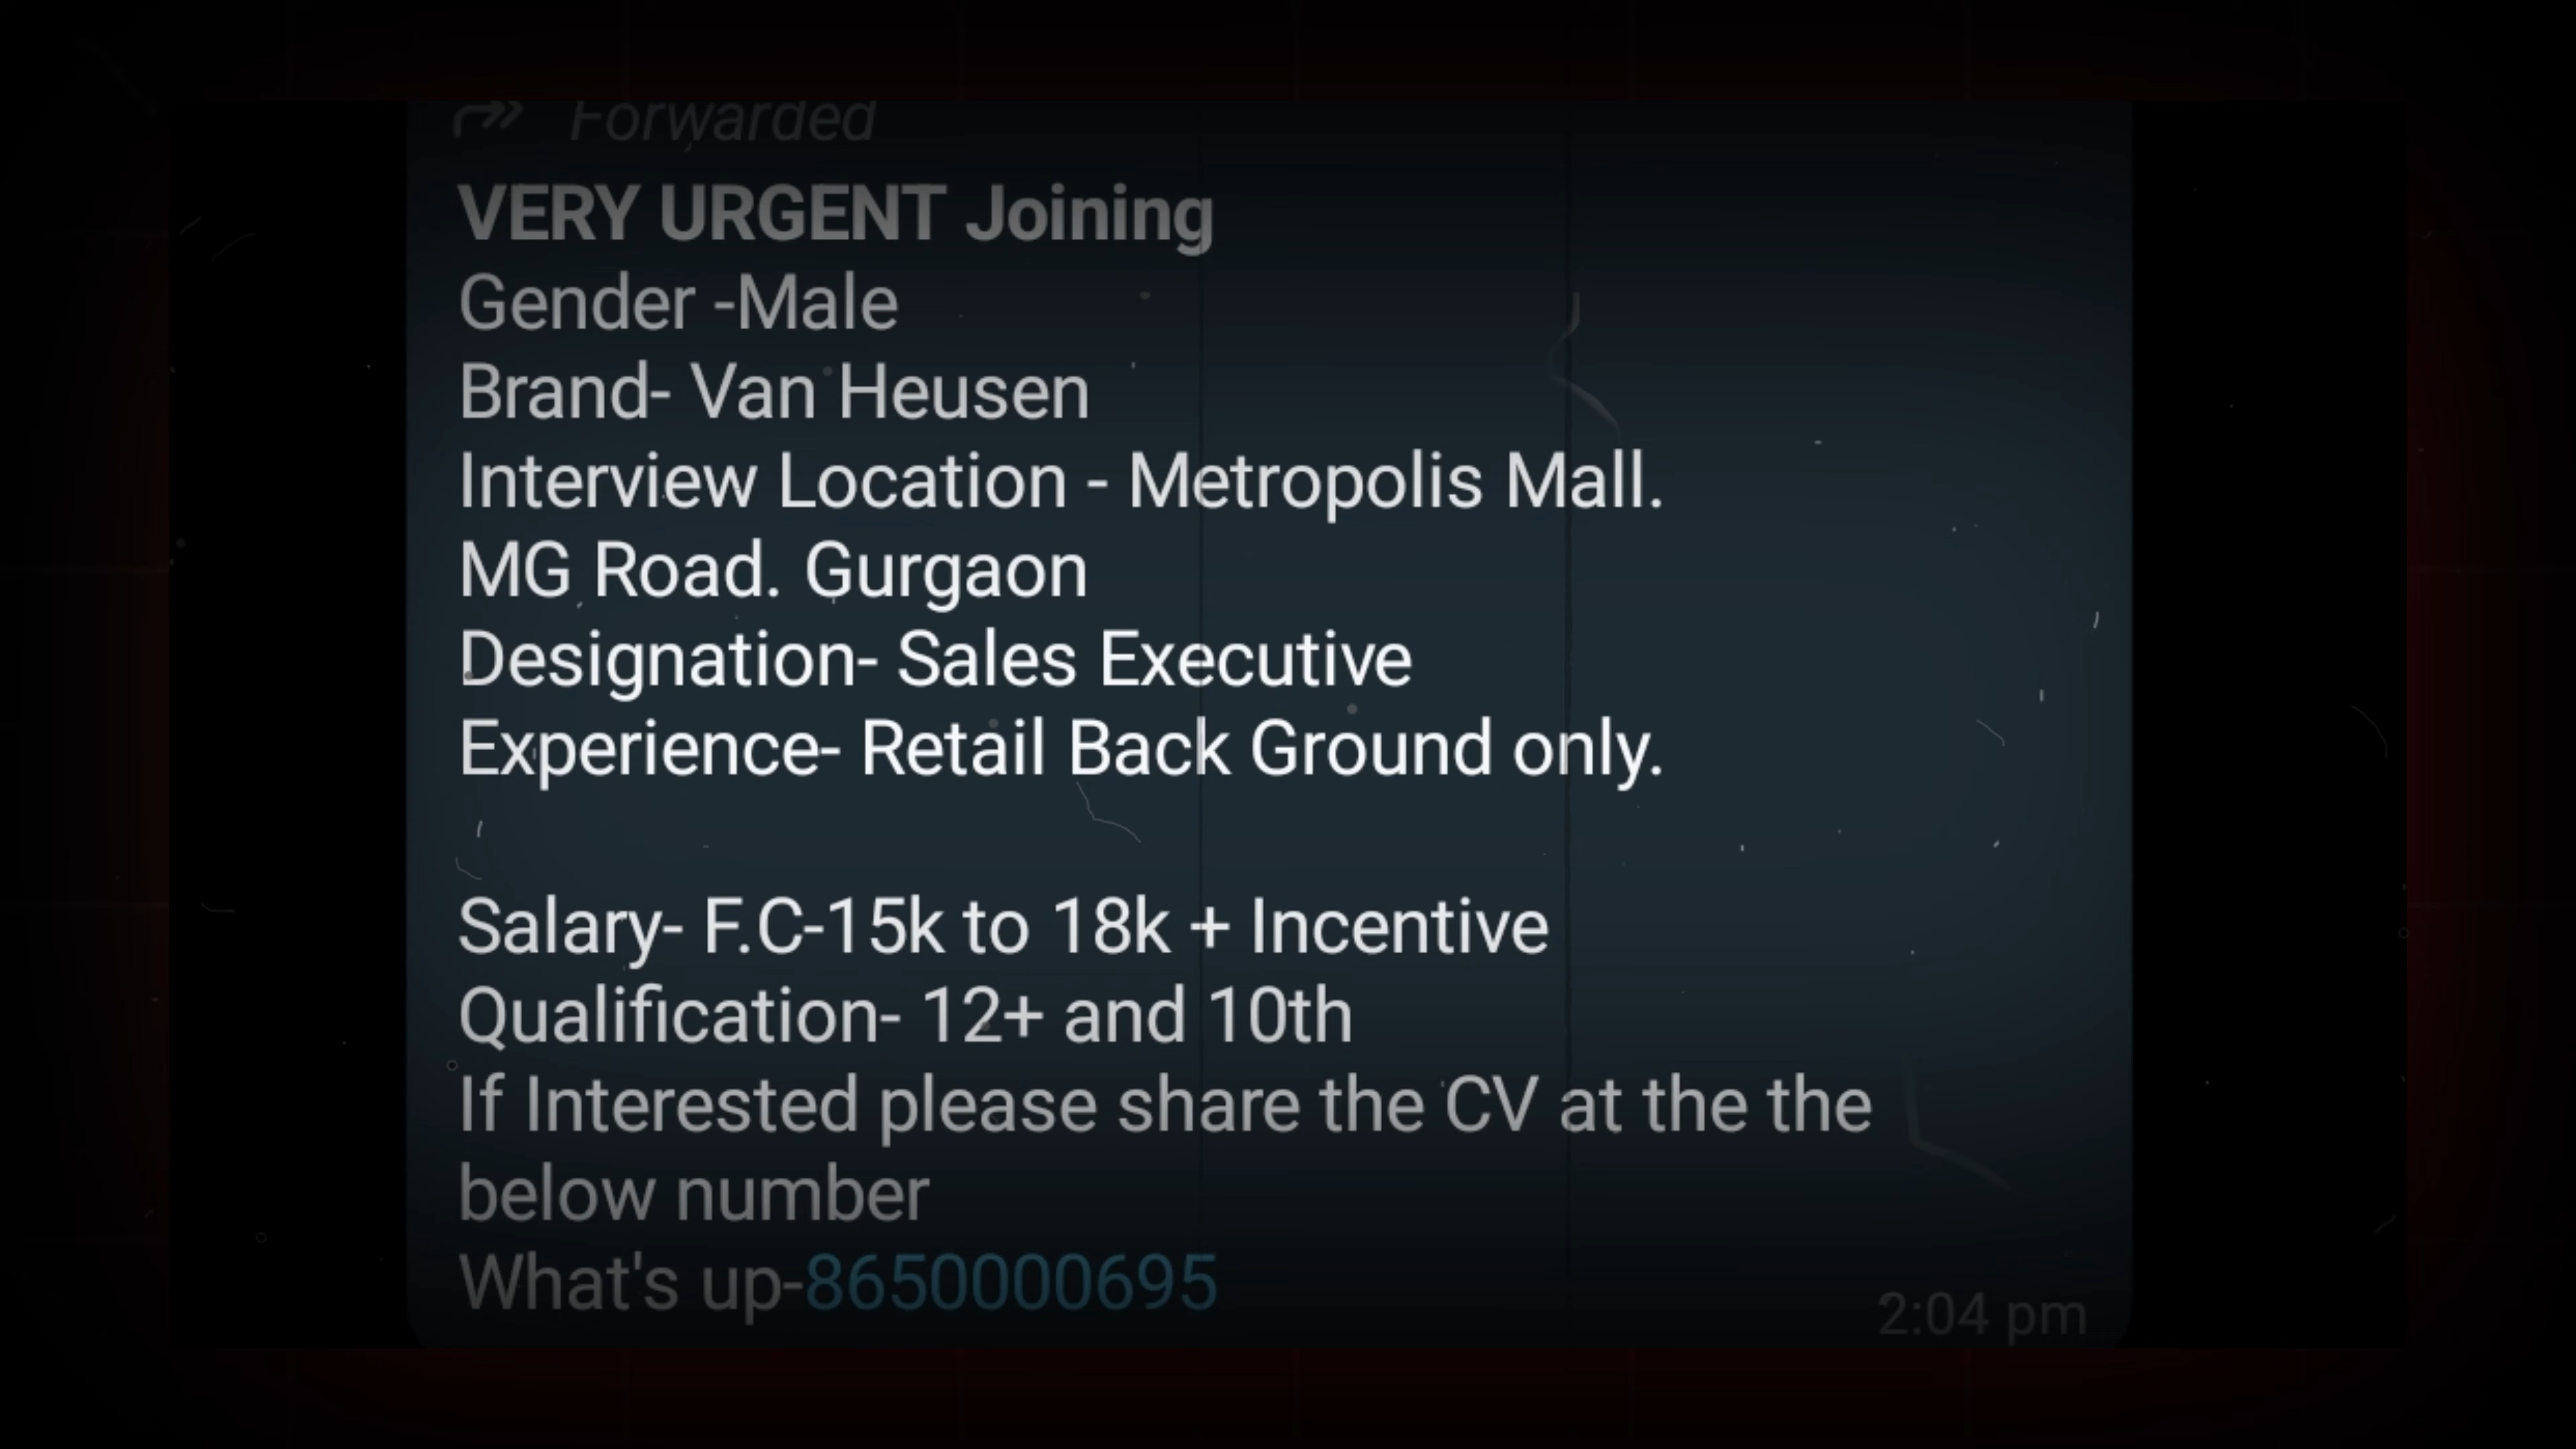 Forwarded
VERY URGENT Joining
Gender -Male
Brand- Van Heusen
Interview Location - Metropolis Mall.
MG Road. Gurgaon
Designation- Sales Executive
Experience- Retail Back Ground only.
Salary- F.C-15k to 18k + Incentive
Qualification- 12+ and 10th
If Interested please share the CV at the the
below number
What's up-8650000695
2:04 pm